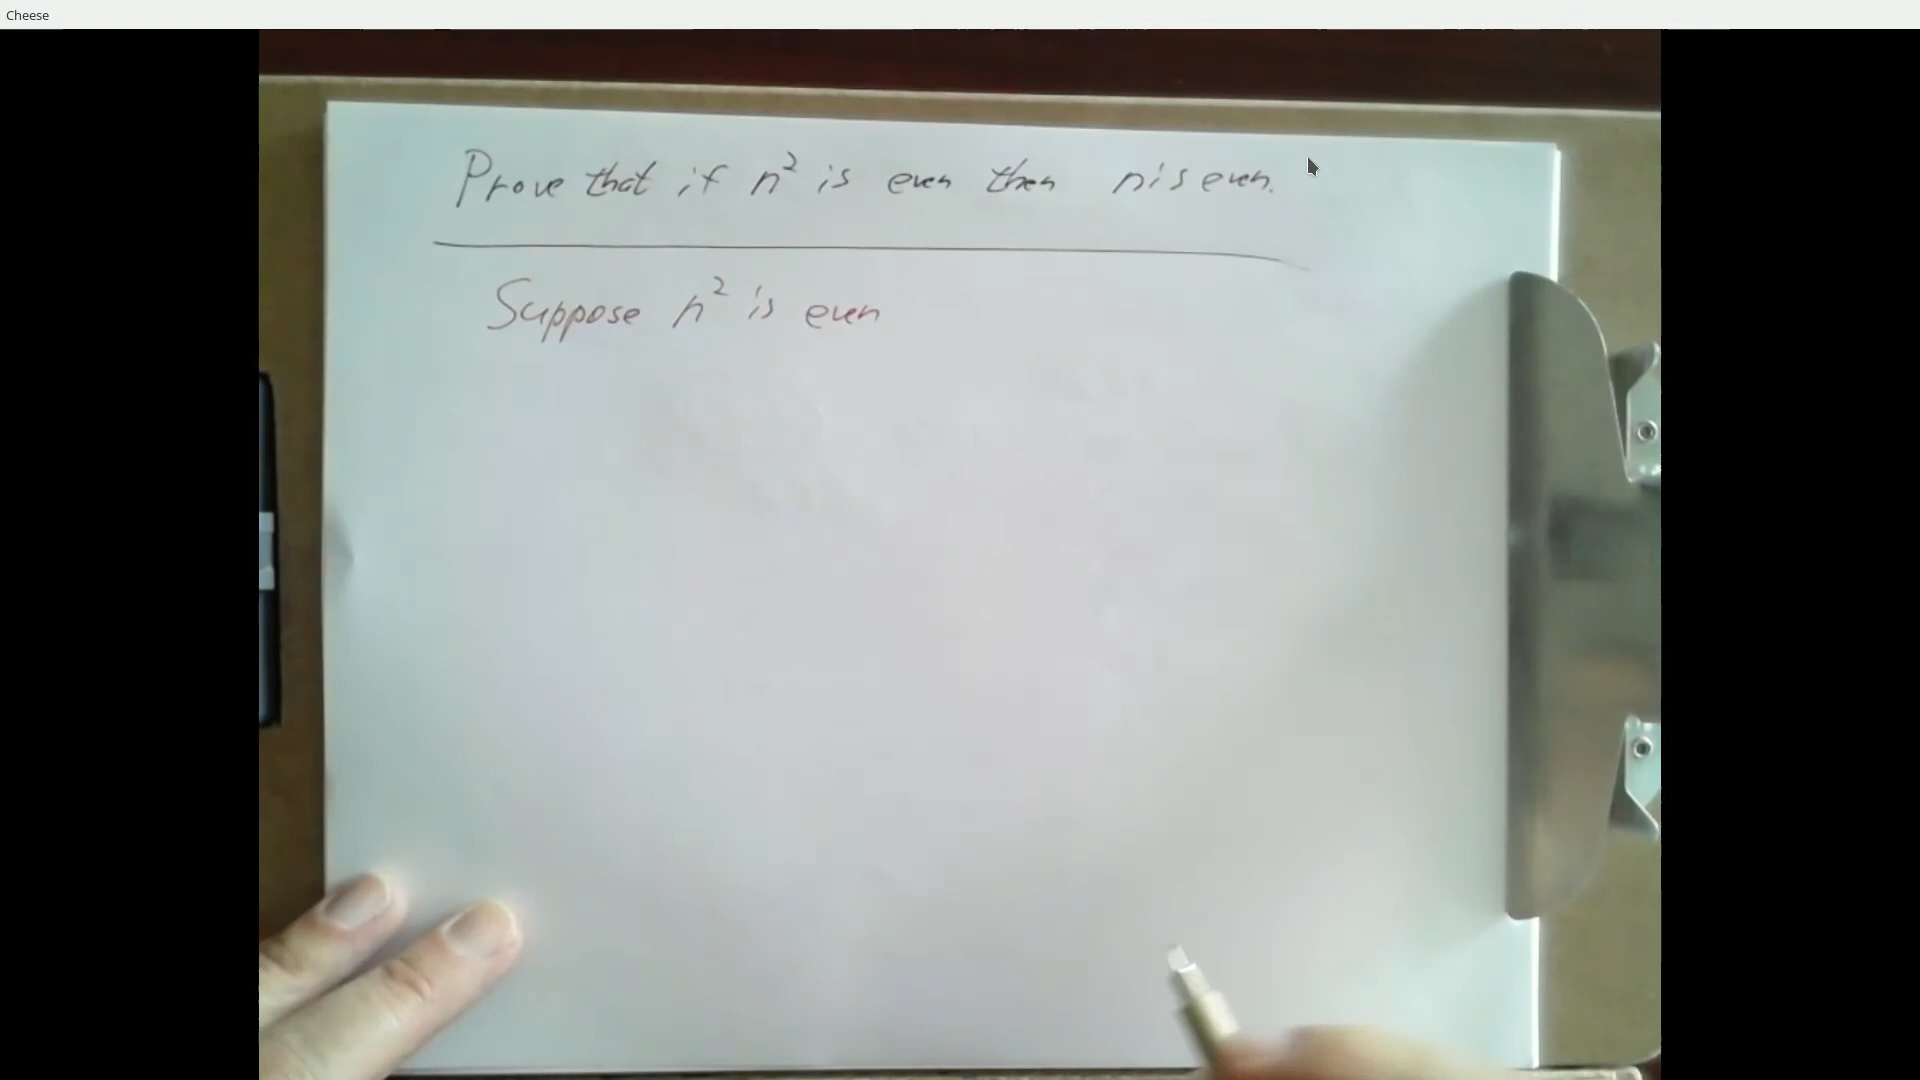 Cheese
Prove that if n² is even then n is even.
Suppose n² is even